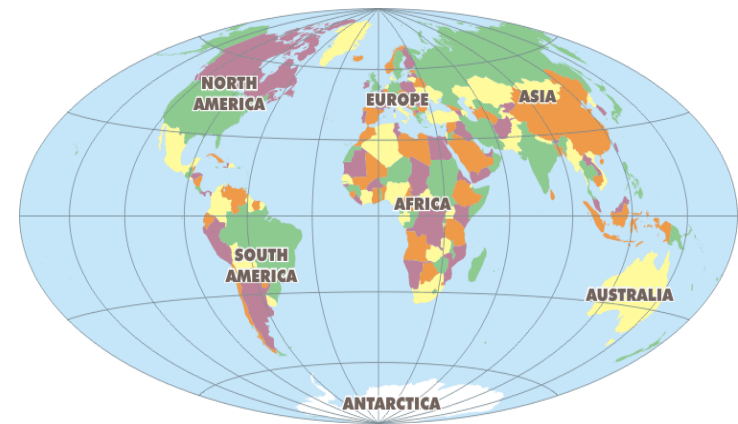 NORTH
AMERICA
EUROPE
ASIA
AFRICA
SOUTH
AMERICA
AUSTRALIA
ANTARCTICA